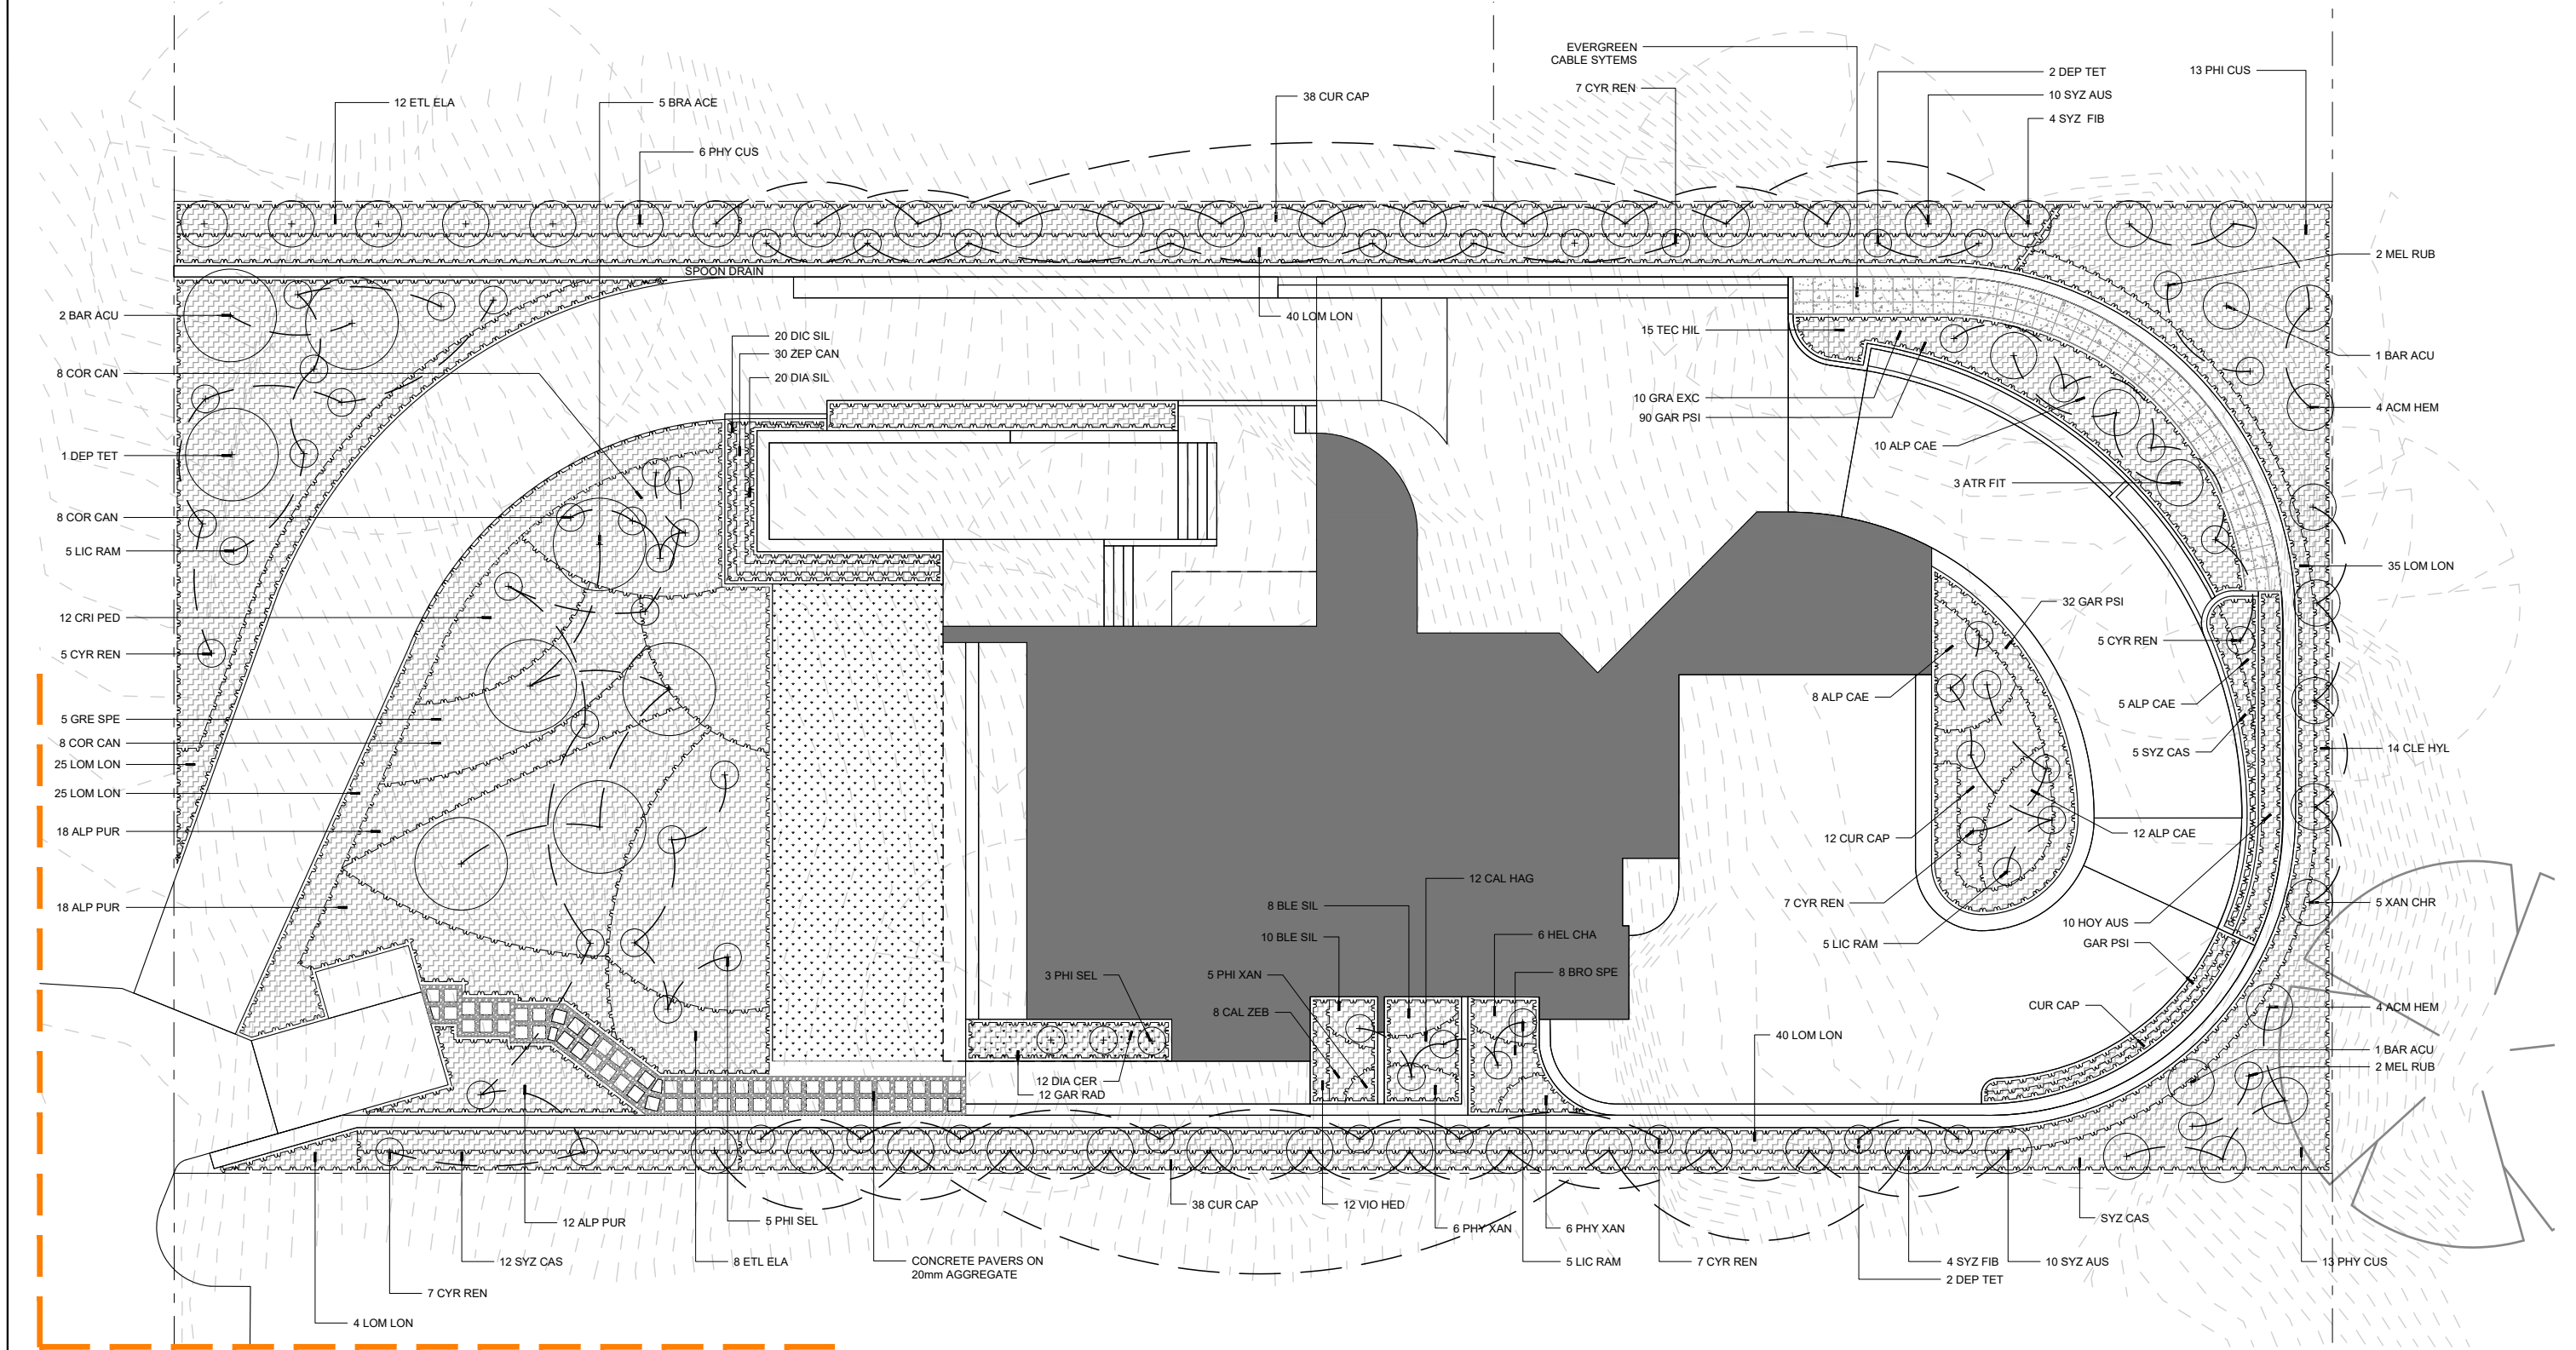 EVERGREEN
CABLE SYTEMS
2 DEP TET
13 PHI CUS
7 CYR REN
10 SYZ AUS
38 CUR CAP
12 ETL ELA
5 BRA ACE
4 SYZ FIB
6 PHY CUS
2 MEL RUB
SPOON DRAIN
2 BAR ACU
40 LOM LON
15 TEC HIL
20 DIC SIL
30 ZEP CAN
1 BAR ACU
8 COR CAN
20 DIA SIL
10 GRA EXC
4 ACM HEM
90 GAR PSI
10 ALP CAE
1 DEP TET
3 ATR FIT
8 COR CAN
5 LIC RAM
35 LOM LON
32 GAR PSI
12 CRI PED
5 CYR REN
5 CYR REN
8 ALP CAE
5 ALP CAE
5 GRE SPE
8 COR CAN
5 SYZ CAS
14 CLE HYL
25 LOM LON
25 LOM LON
18 ALP PUR
12 CUR CAP
12 ALP CAE
12 CAL HAG
18 ALP PUR
8 BLE SIL
7 CYR REN
5 XAN CHR
10 BLE SIL
6 HEL CHA
10 HOY AUS
5 LIC RAM
GAR PSI
3 PHI SEL
5 PHI XAN
8 BRO SPE
8 CAL ZEB
CUR CAP
4 ACM HEM
40 LOM LON
1 BAR ACU
2 MEL RUB
12 DIA CER
12 GAR RAD
38 CUR CAP
12 VIO HED
12 ALP PUR
5 PHI SEL
6 PHY XAN
6 PHY XAN
SYZ CAS
12 SYZ CAS
8 ETL ELA
CONCRETE PAVERS ON
20mm AGGREGATE
5 LIC RAM
7 CYR REN
4 SYZ FIB
10 SYZ AUS
13 PHY CUS
2 DEP TET
7 CYR REN
4 LOM LON